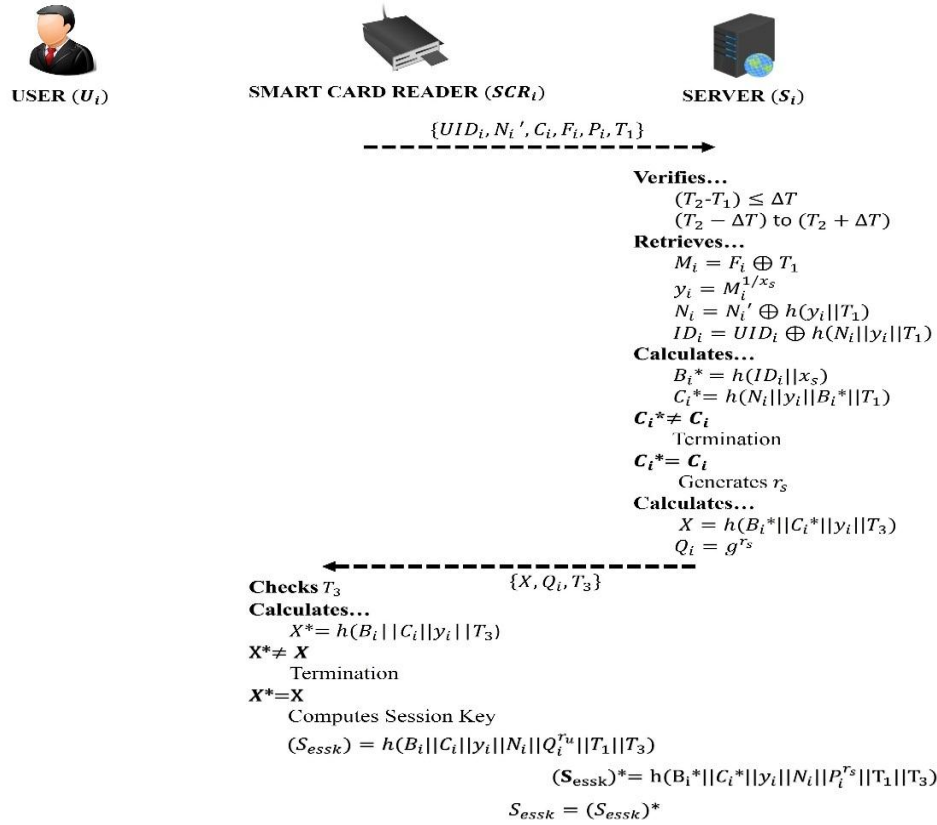 USER (Uᵢ) SMART CARD READER (SCRᵢ) SERVER (Sᵢ)
{UIDᵢ, Nᵢ′, Cᵢ, Fᵢ, Pᵢ, T₁}
Verifies…
(T₂-T₁) ≤ ΔT
(T₂ − ΔT) to (T₂ + ΔT)
Retrieves…
Mᵢ = Fᵢ ⊕ T₁
yᵢ = Mᵢ^{1/xₛ}
Nᵢ = Nᵢ′ ⊕ h(yᵢ||T₁)
IDᵢ = UIDᵢ ⊕ h(Nᵢ||yᵢ||T₁)
Calculates…
Bᵢ* = h(IDᵢ||xₛ)
Cᵢ*= h(Nᵢ||yᵢ||Bᵢ*||T₁)
Cᵢ*≠ Cᵢ
Termination
Cᵢ*= Cᵢ
Generates rₛ
Calculates…
X = h(Bᵢ*||Cᵢ*||yᵢ||T₃)
Qᵢ = g^{rₛ}
{X, Qᵢ, T₃}
Checks T₃
Calculates…
X*= h(Bᵢ||Cᵢ||yᵢ||T₃)
X*≠ X
Termination
X*=X
Computes Session Key
(Sₑₛₛₖ) = h(Bᵢ||Cᵢ||yᵢ||Nᵢ||Qᵢ^{rᵤ}||T₁||T₃)
(Sₑₛₛₖ)*= h(Bᵢ*||Cᵢ*||yᵢ||Nᵢ||Pᵢ^{rₛ}||T₁||T₃)
Sₑₛₛₖ = (Sₑₛₛₖ)*